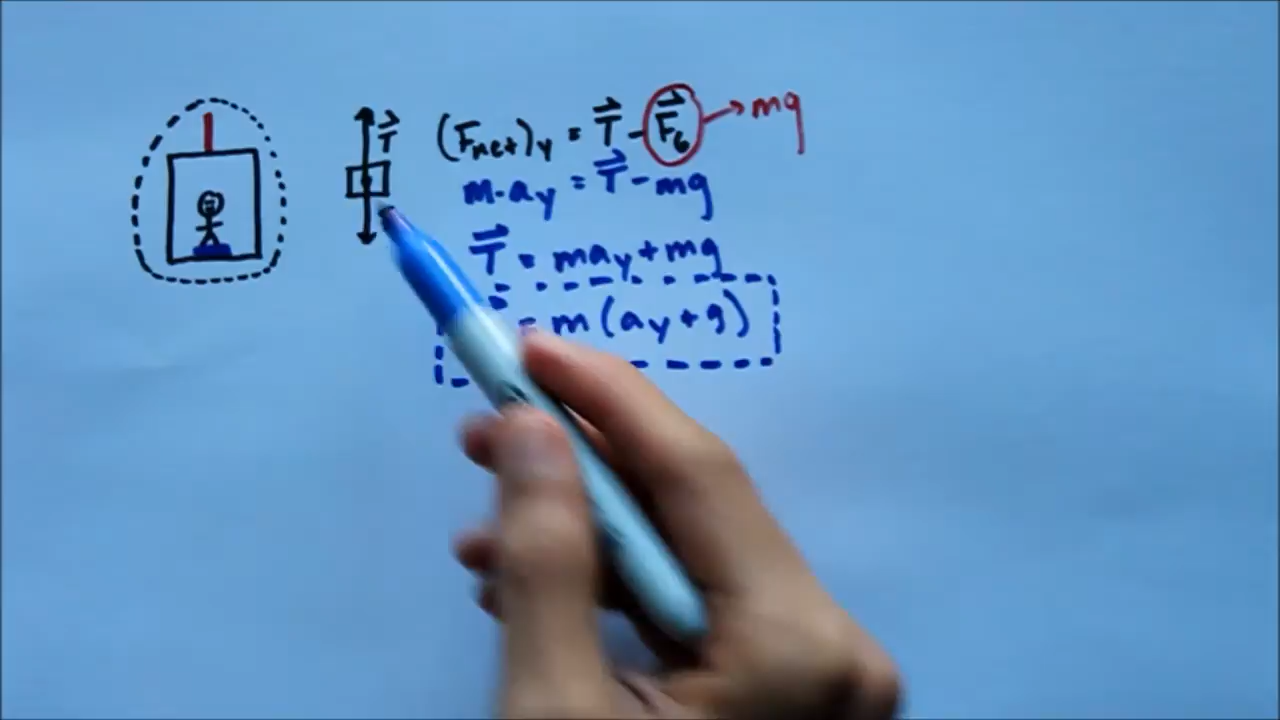 T
(Fnet)y = T - FG → mg
m·ay = T - mg
T = may + mg
= m(ay + g)